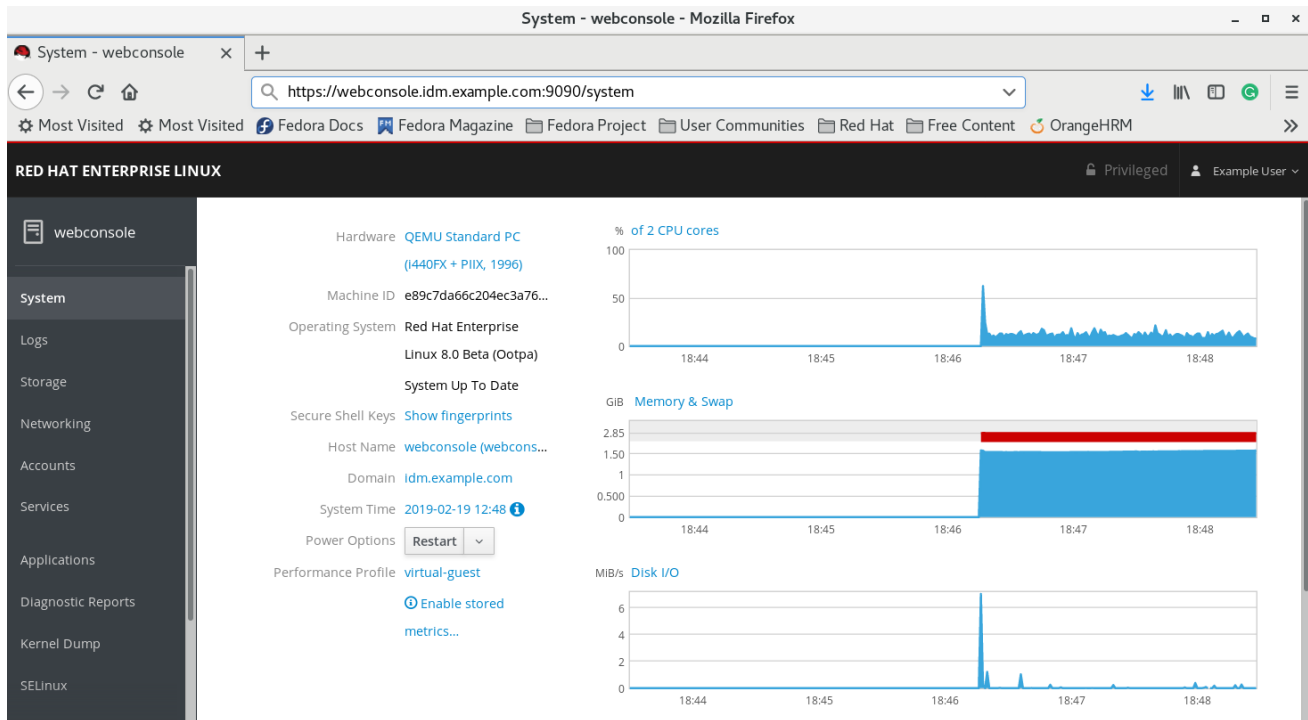 System - webconsole - Mozilla Firefox
System - webconsole
https://webconsole.idm.example.com:9090/system
Most Visited Most Visited Fedora Docs Fedora Magazine Fedora Project User Communities Red Hat Free Content OrangeHRM
RED HAT ENTERPRISE LINUX Privileged Example User
webconsole
System
Logs
Storage
Networking
Accounts
Services
Applications
Diagnostic Reports
Kernel Dump
SELinux
Hardware QEMU Standard PC
(i440FX + PIIX, 1996)
Machine ID e89c7da66c204ec3a76...
Operating System Red Hat Enterprise
Linux 8.0 Beta (Ootpa)
System Up To Date
Secure Shell Keys Show fingerprints
Host Name webconsole (webcons...
Domain idm.example.com
System Time 2019-02-19 12:48
Power Options Restart
Performance Profile virtual-guest
Enable stored
metrics...
% of 2 CPU cores
100
50
0
18:44 18:45 18:46 18:47 18:48
GiB Memory & Swap
2.85
1.50
1
0.500
0
18:44 18:45 18:46 18:47 18:48
MiB/s Disk I/O
6
4
2
0
18:44 18:45 18:46 18:47 18:48